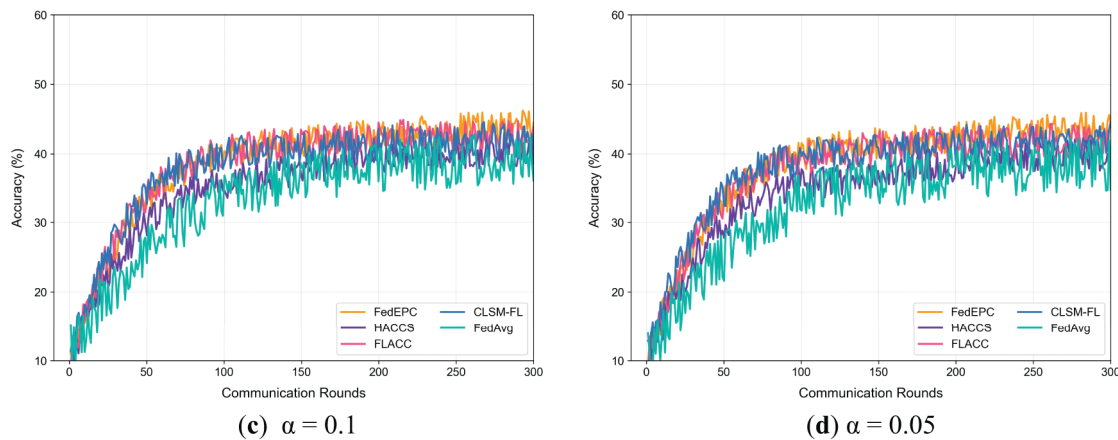 60
50
40
30
20
10
Accuracy (%)
0 50 100 150 200 250 300
Communication Rounds
FedEPC CLSM-FL
HACCS FedAvg
FLACC
(c) α = 0.1
60
50
40
30
20
10
Accuracy (%)
0 50 100 150 200 250 300
Communication Rounds
FedEPC CLSM-FL
HACCS FedAvg
FLACC
(d) α = 0.05